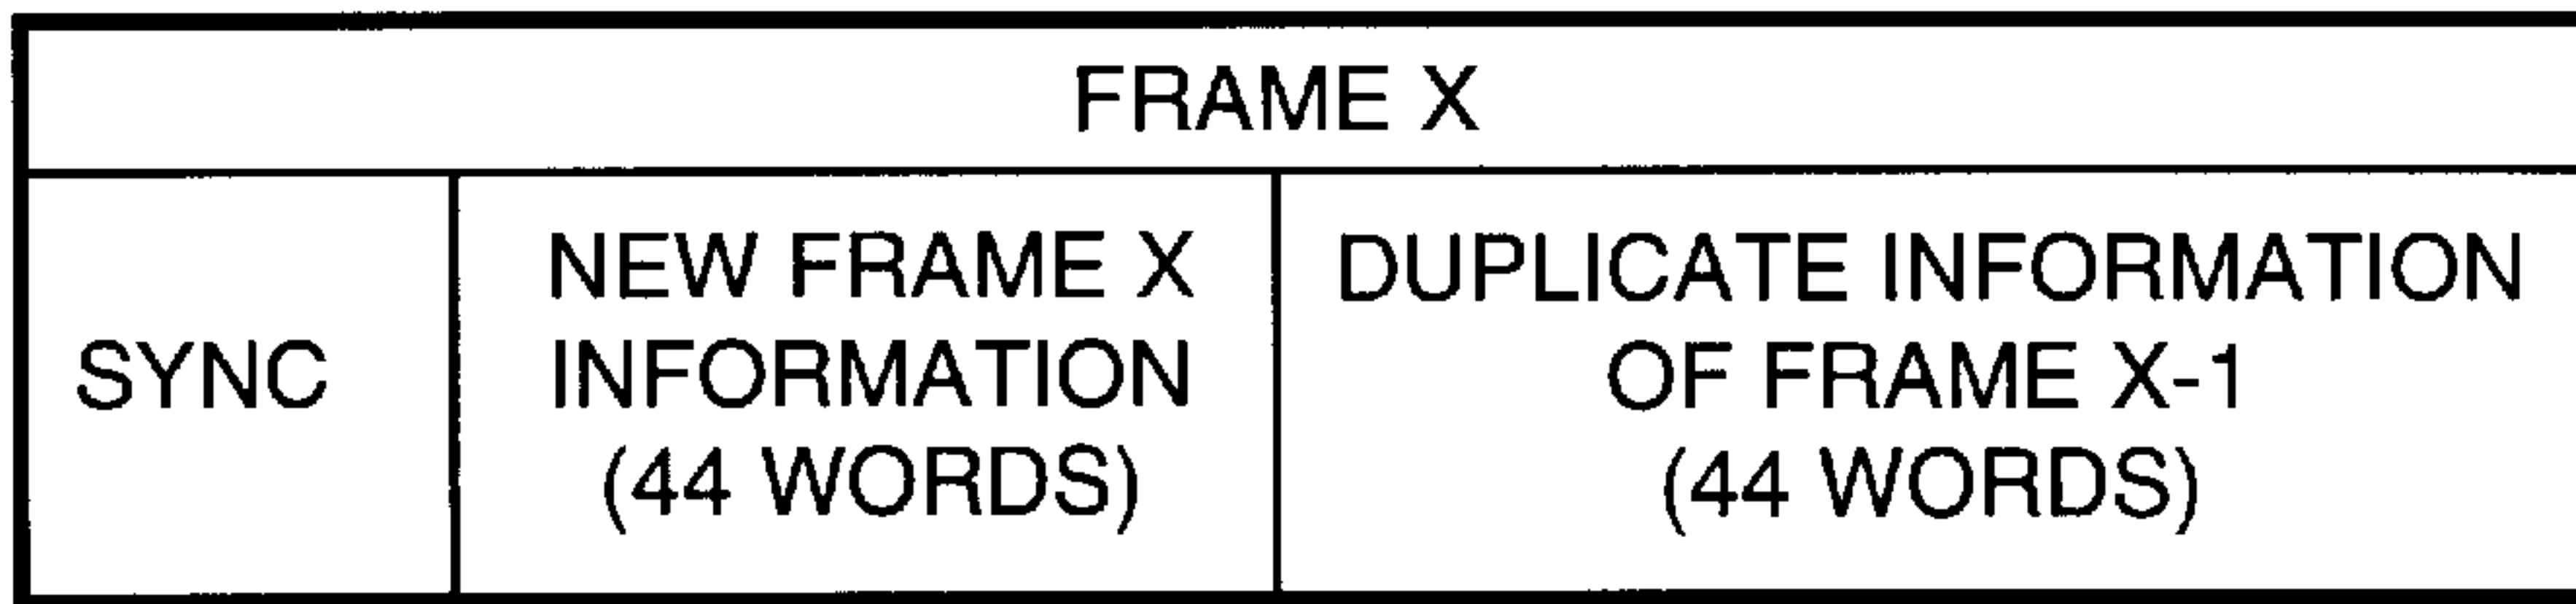 FRAME X
SYNC
NEW FRAME X
INFORMATION
(44 WORDS)
DUPLICATE INFORMATION
OF FRAME X-1
(44 WORDS)